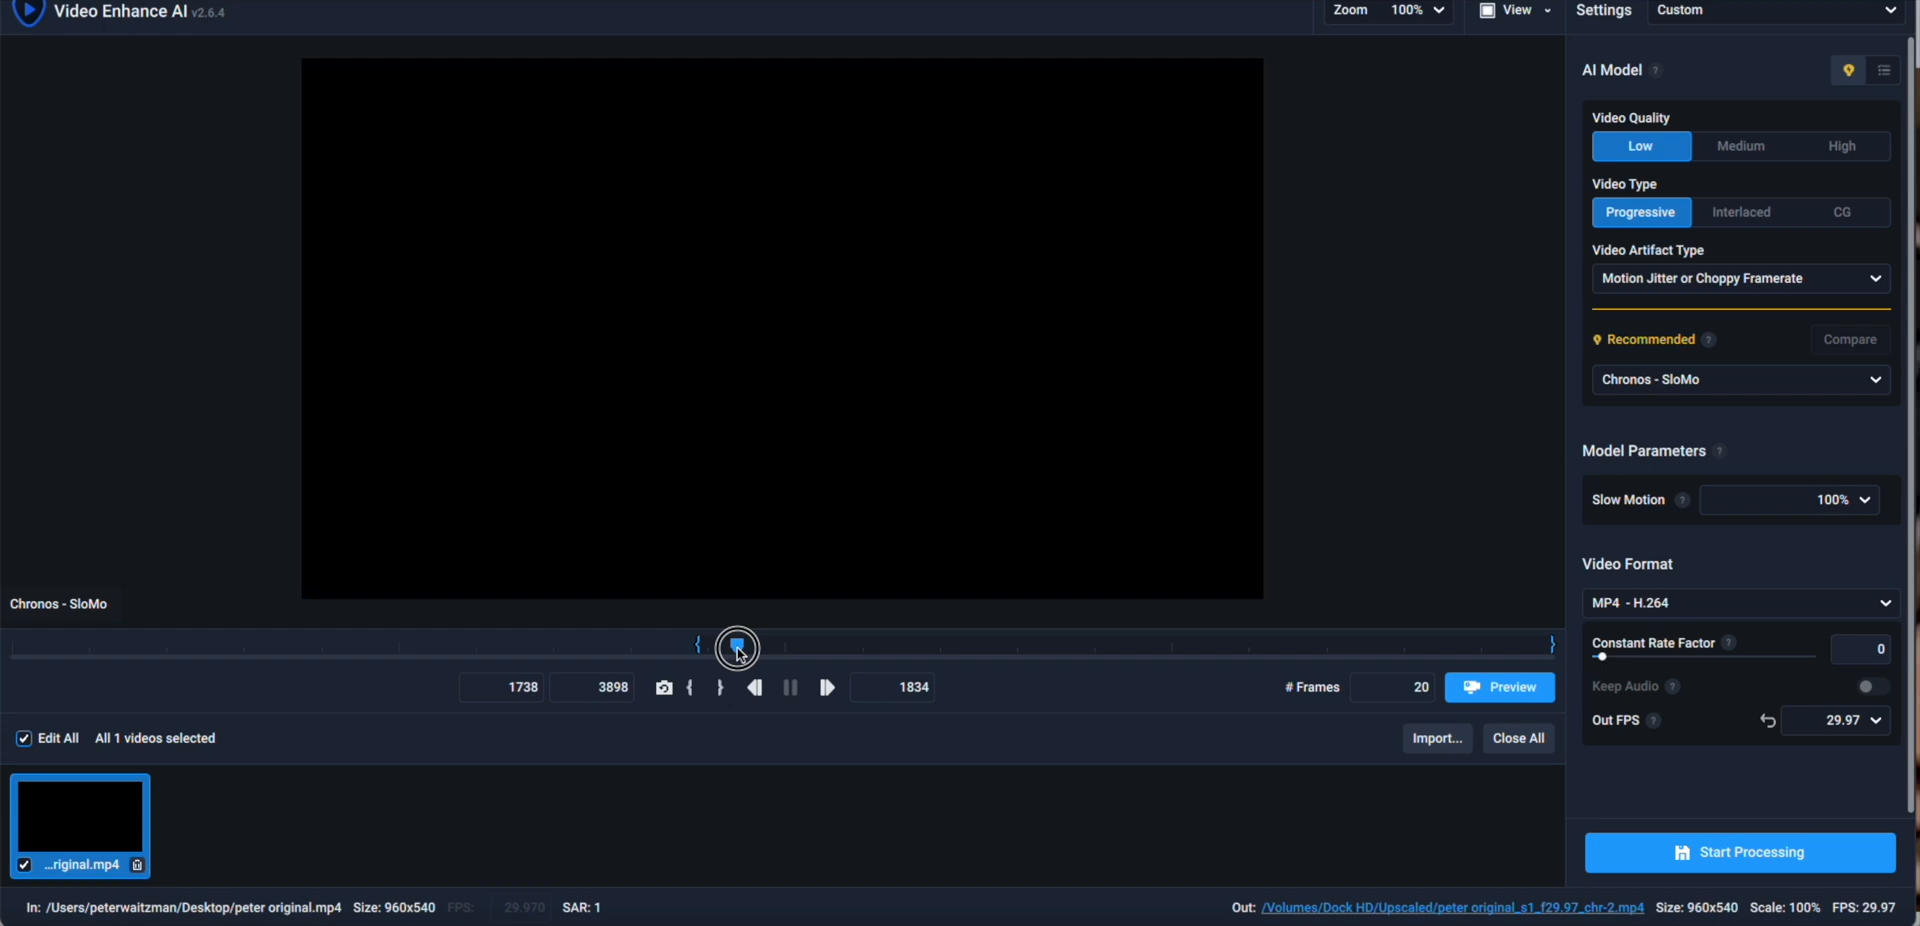 Video Enhance AI v2.6.4
Zoom 100% View Settings Custom
AI Model ?
Video Quality
Low Medium High
Video Type
Progressive Interlaced CG
Video Artifact Type
Motion Jitter or Choppy Framerate
Recommended ? Compare
Chronos - SloMo
Model Parameters ?
Slow Motion ? 100%
Video Format
MP4 - H.264
Constant Rate Factor ? 0
Keep Audio ?
Out FPS ? 29.97
Start Processing
Chronos - SloMo
{ }
1738 3898 { } 1834 # Frames 20 Preview
Edit All All 1 videos selected Import... Close All
...riginal.mp4
In: /Users/peterwaitzman/Desktop/peter original.mp4 Size: 960x540 FPS: 29.970 SAR: 1 Out: /Volumes/Dock HD/Upscaled/peter original_s1_f29.97_chr-2.mp4 Size: 960x540 Scale: 100% FPS: 29.97